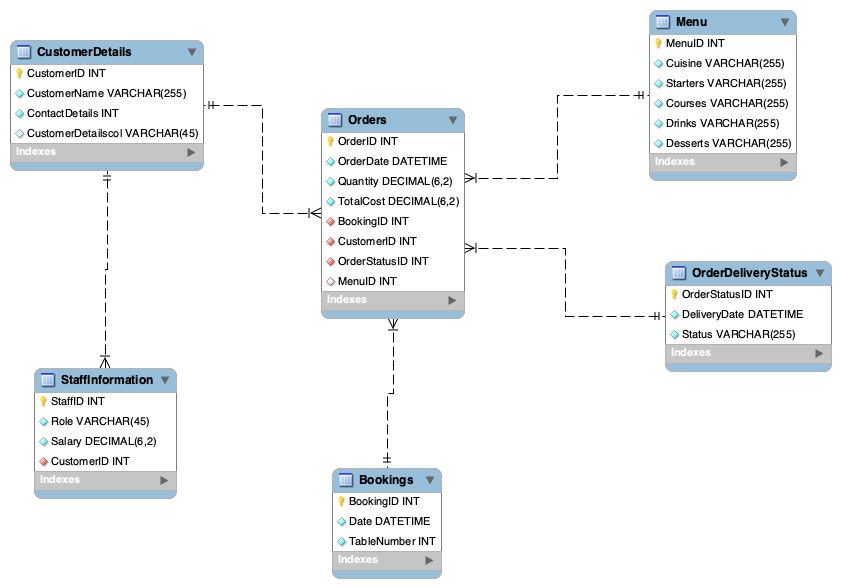 CustomerDetails
CustomerID INT
CustomerName VARCHAR(255)
ContactDetails INT
CustomerDetailscol VARCHAR(45)
Indexes
Menu
MenuID INT
Cuisine VARCHAR(255)
Starters VARCHAR(255)
Courses VARCHAR(255)
Drinks VARCHAR(255)
Desserts VARCHAR(255)
Indexes
Orders
OrderID INT
OrderDate DATETIME
Quantity DECIMAL(6,2)
TotalCost DECIMAL(6,2)
BookingID INT
CustomerID INT
OrderStatusID INT
MenuID INT
Indexes
OrderDeliveryStatus
OrderStatusID INT
DeliveryDate DATETIME
Status VARCHAR(255)
Indexes
StaffInformation
StaffID INT
Role VARCHAR(45)
Salary DECIMAL(6,2)
CustomerID INT
Indexes
Bookings
BookingID INT
Date DATETIME
TableNumber INT
Indexes